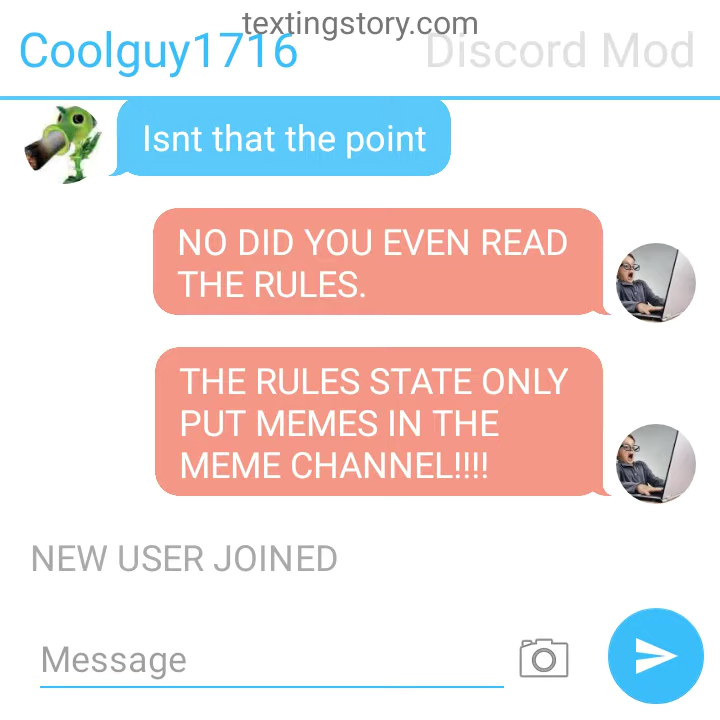 textingstory.com
Coolguy1716
Discord Mod
Isnt that the point
NO DID YOU EVEN READ
THE RULES.
THE RULES STATE ONLY
PUT MEMES IN THE
MEME CHANNEL!!!!
NEW USER JOINED
Message